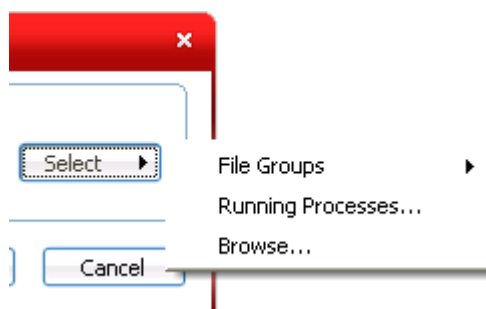 Select
File Groups
Running Processes...
Browse...
Cancel